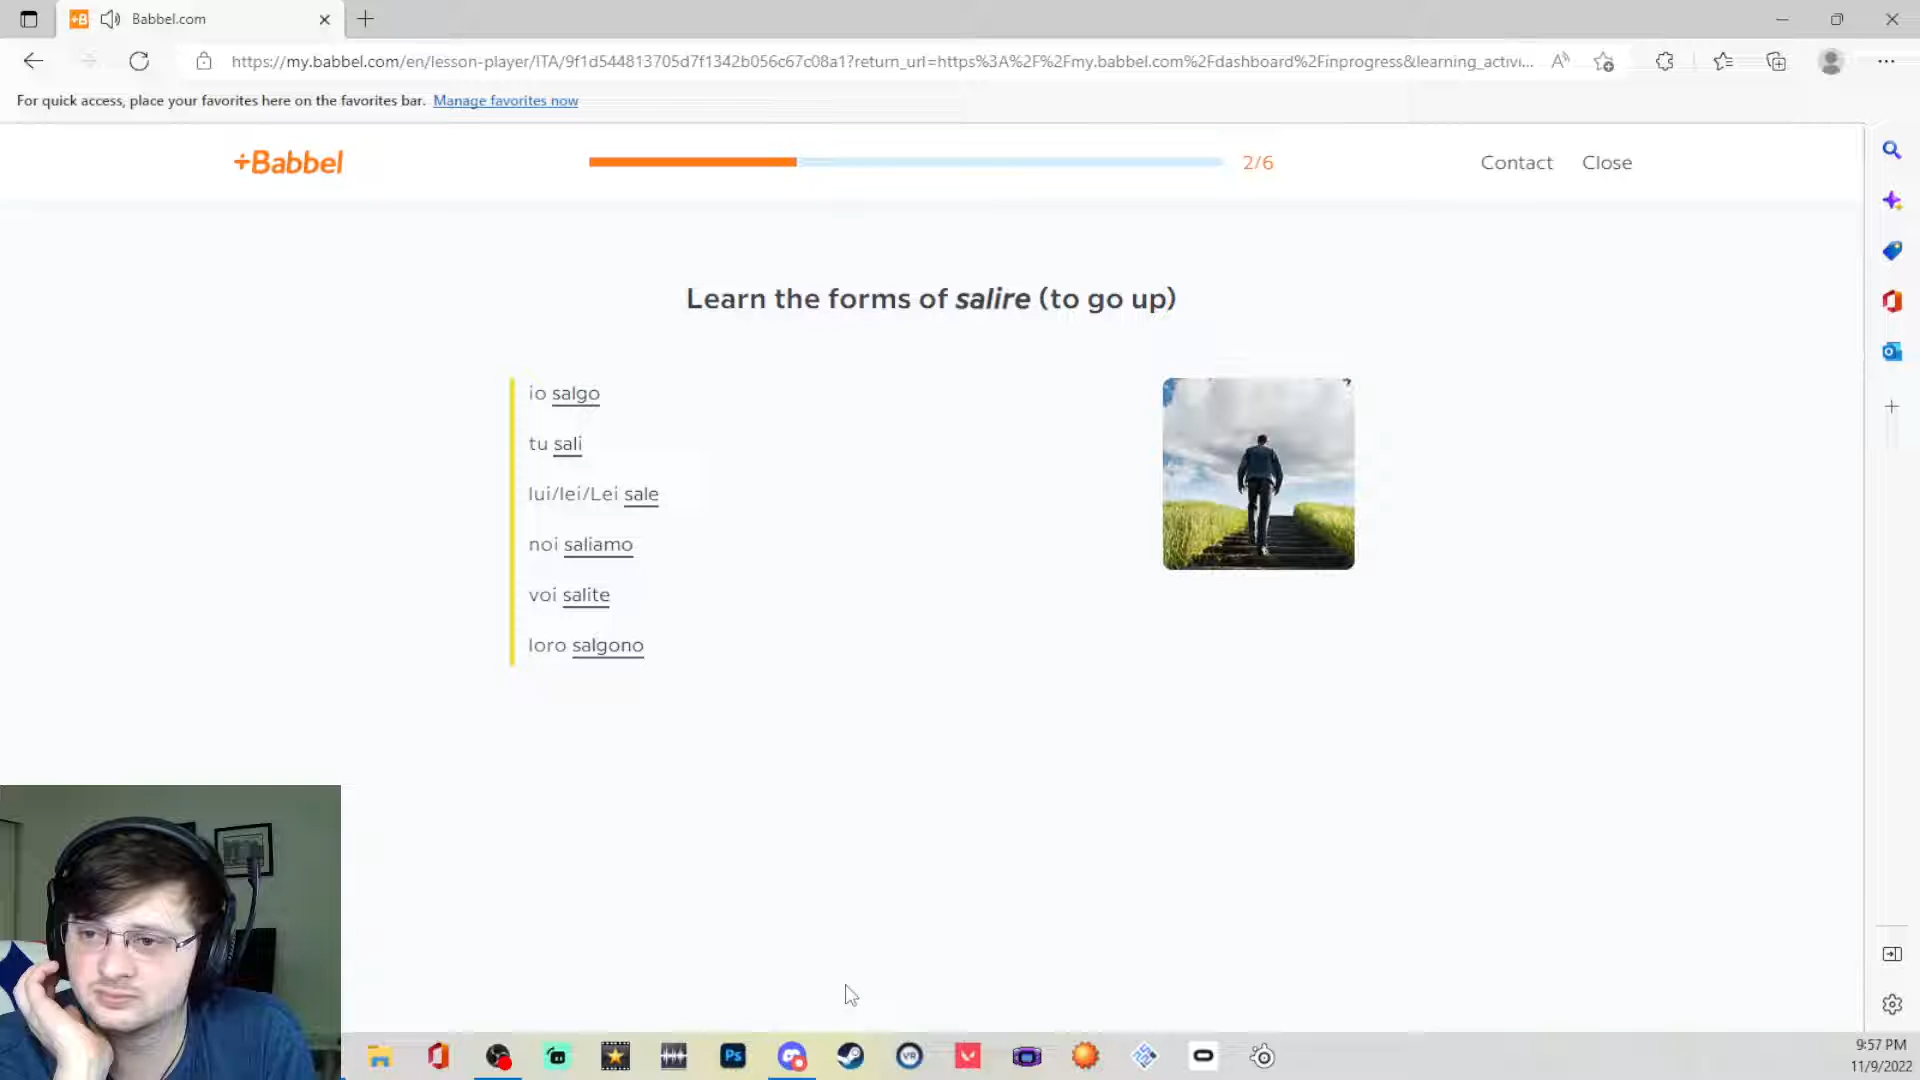 Babbel.com
https://my.babbel.com/en/lesson-player/ITA/9f1d544813705d7f1342b056c67c08a1?return_url=https%3A%2F%2Fmy.babbel.com%2Fdashboard%2Finprogress&learning_activi...
For quick access, place your favorites here on the favorites bar. Manage favorites now
+Babbel
2/6
Contact
Close
Learn the forms of salire (to go up)
io salgo
tu sali
lui/lei/Lei sale
noi saliamo
voi salite
loro salgono
Ps
VR
9:57 PM
11/9/2022